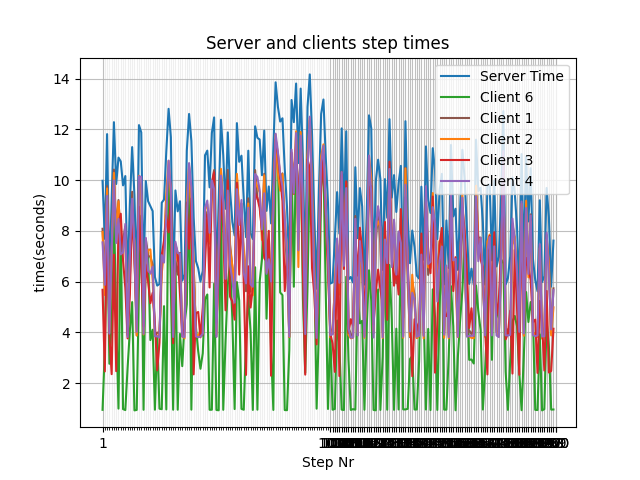 Server and clients step times
Server Time
Client 6
Client 1
Client 2
Client 3
Client 4
14
12
10
8
6
4
2
time(seconds)
1
Step Nr